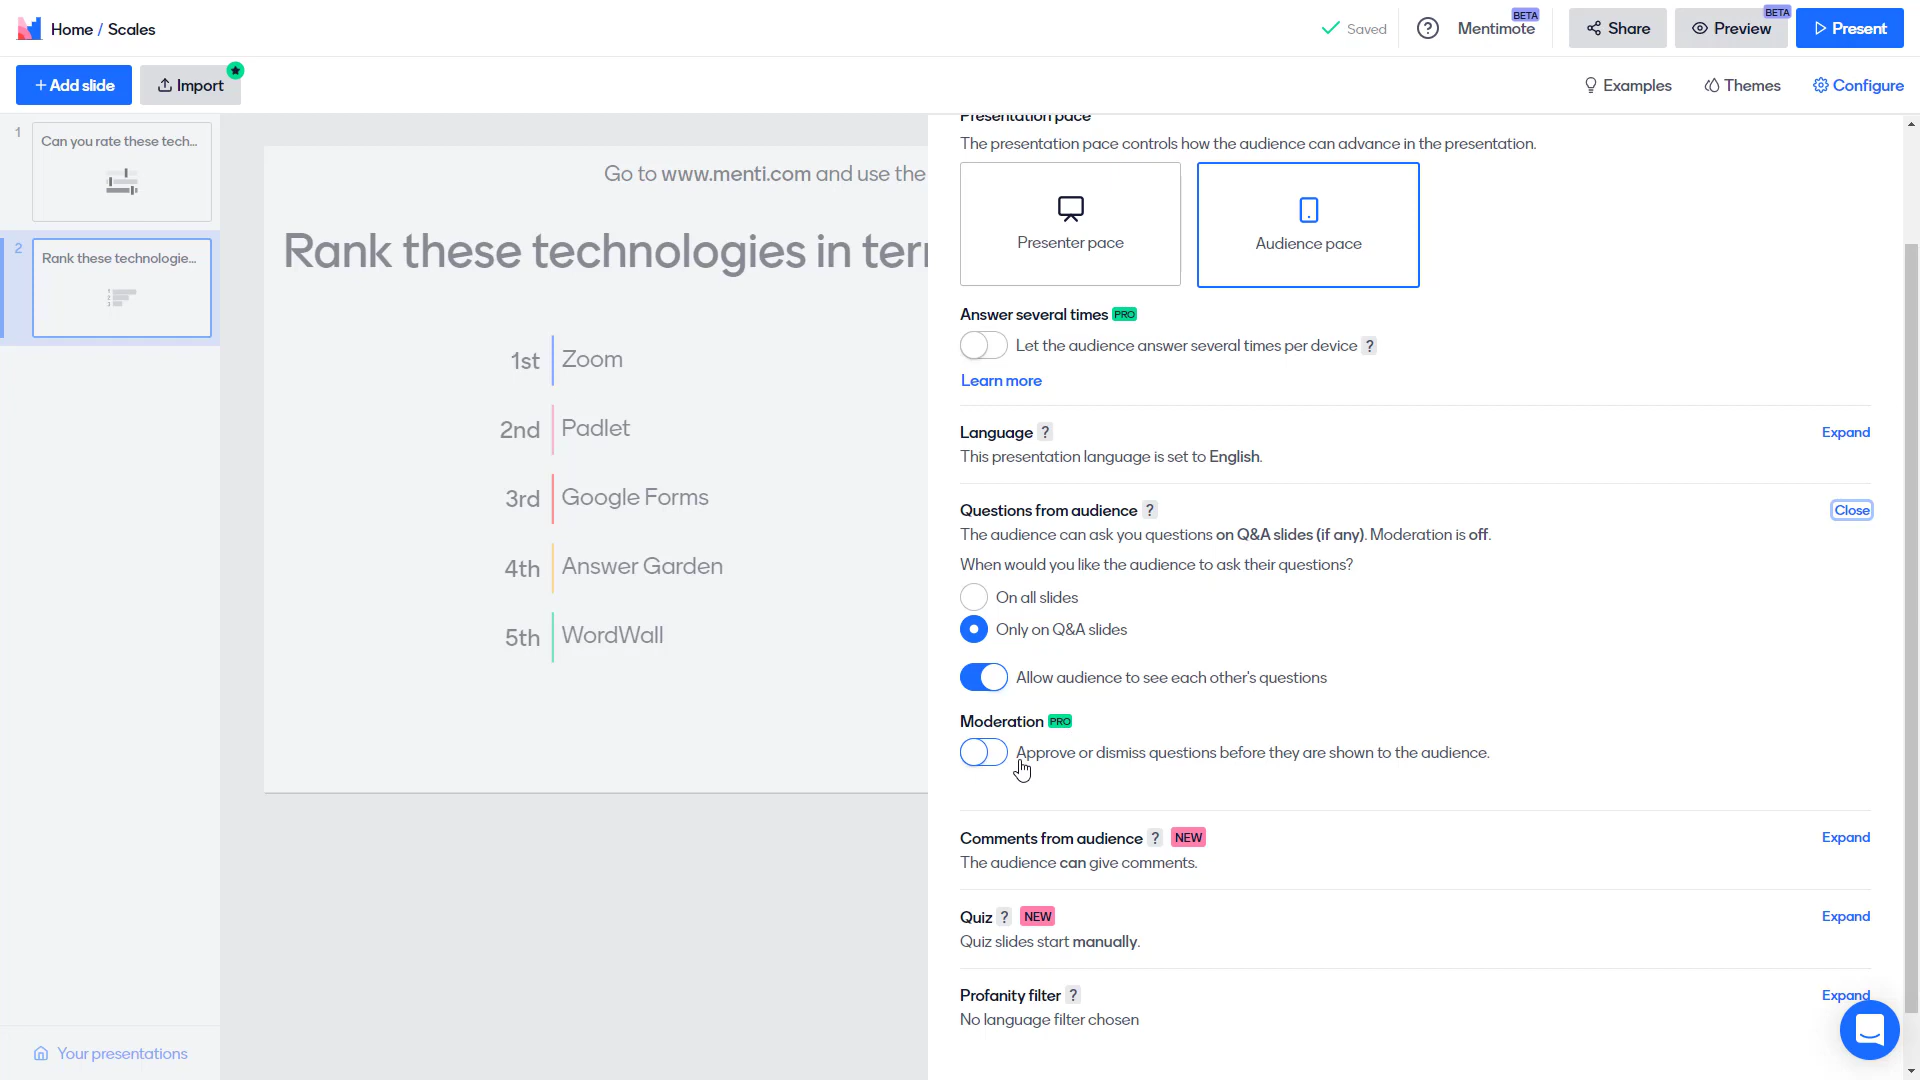 Home / Scales
Saved
?
Mentimote
BETA
Share
Preview
BETA
Present
+ Add slide
Import
Examples
Themes
Configure
1
Can you rate these tech...
2
Rank these technologie...
Your presentations
Go to www.menti.com and use the
Rank these technologies in terr
1st Zoom
2nd Padlet
3rd Google Forms
4th Answer Garden
5th WordWall
Presentation pace
The presentation pace controls how the audience can advance in the presentation.
Presenter pace
Audience pace
Answer several times PRO
Let the audience answer several times per device ?
Learn more
Language ?
Expand
This presentation language is set to English.
Questions from audience ?
Close
The audience can ask you questions on Q&A slides (if any). Moderation is off.
When would you like the audience to ask their questions?
On all slides
Only on Q&A slides
Allow audience to see each other's questions
Moderation PRO
Approve or dismiss questions before they are shown to the audience.
Comments from audience ? NEW
Expand
The audience can give comments.
Quiz ? NEW
Expand
Quiz slides start manually.
Profanity filter ?
Expand
No language filter chosen